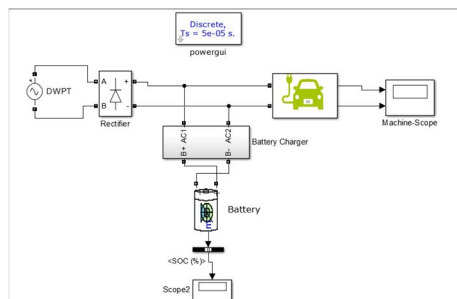 Discrete,
Ts = 5e-05 s.
powergui
DWPT
A
B
+
-
Rectifier
Machine-Scope
AC1
AC2
B+
B-
Battery Charger
Battery
E
<SOC (%)>
Scope2